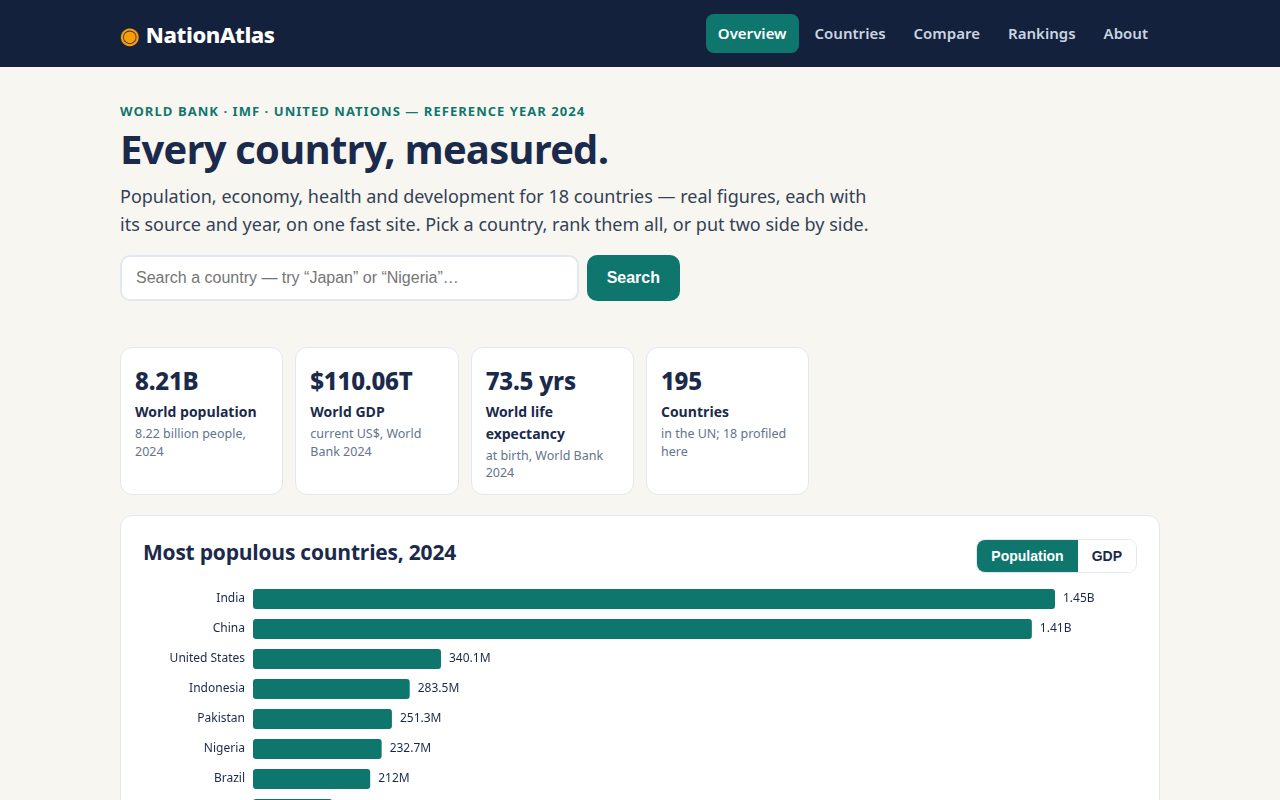 ◉ NationAtlas
Overview Countries Compare Rankings About
WORLD BANK · IMF · UNITED NATIONS — REFERENCE YEAR 2024
Every country, measured.
Population, economy, health and development for 18 countries — real figures, each with
its source and year, on one fast site. Pick a country, rank them all, or put two side by side.
Search a country — try “Japan” or “Nigeria”…
Search
8.21B
World population
8.22 billion people,
2024
$110.06T
World GDP
current US$, World
Bank 2024
73.5 yrs
World life
expectancy
at birth, World Bank
2024
195
Countries
in the UN; 18 profiled
here
Most populous countries, 2024
Population GDP
India 1.45B
China 1.41B
United States 340.1M
Indonesia 283.5M
Pakistan 251.3M
Nigeria 232.7M
Brazil 212M